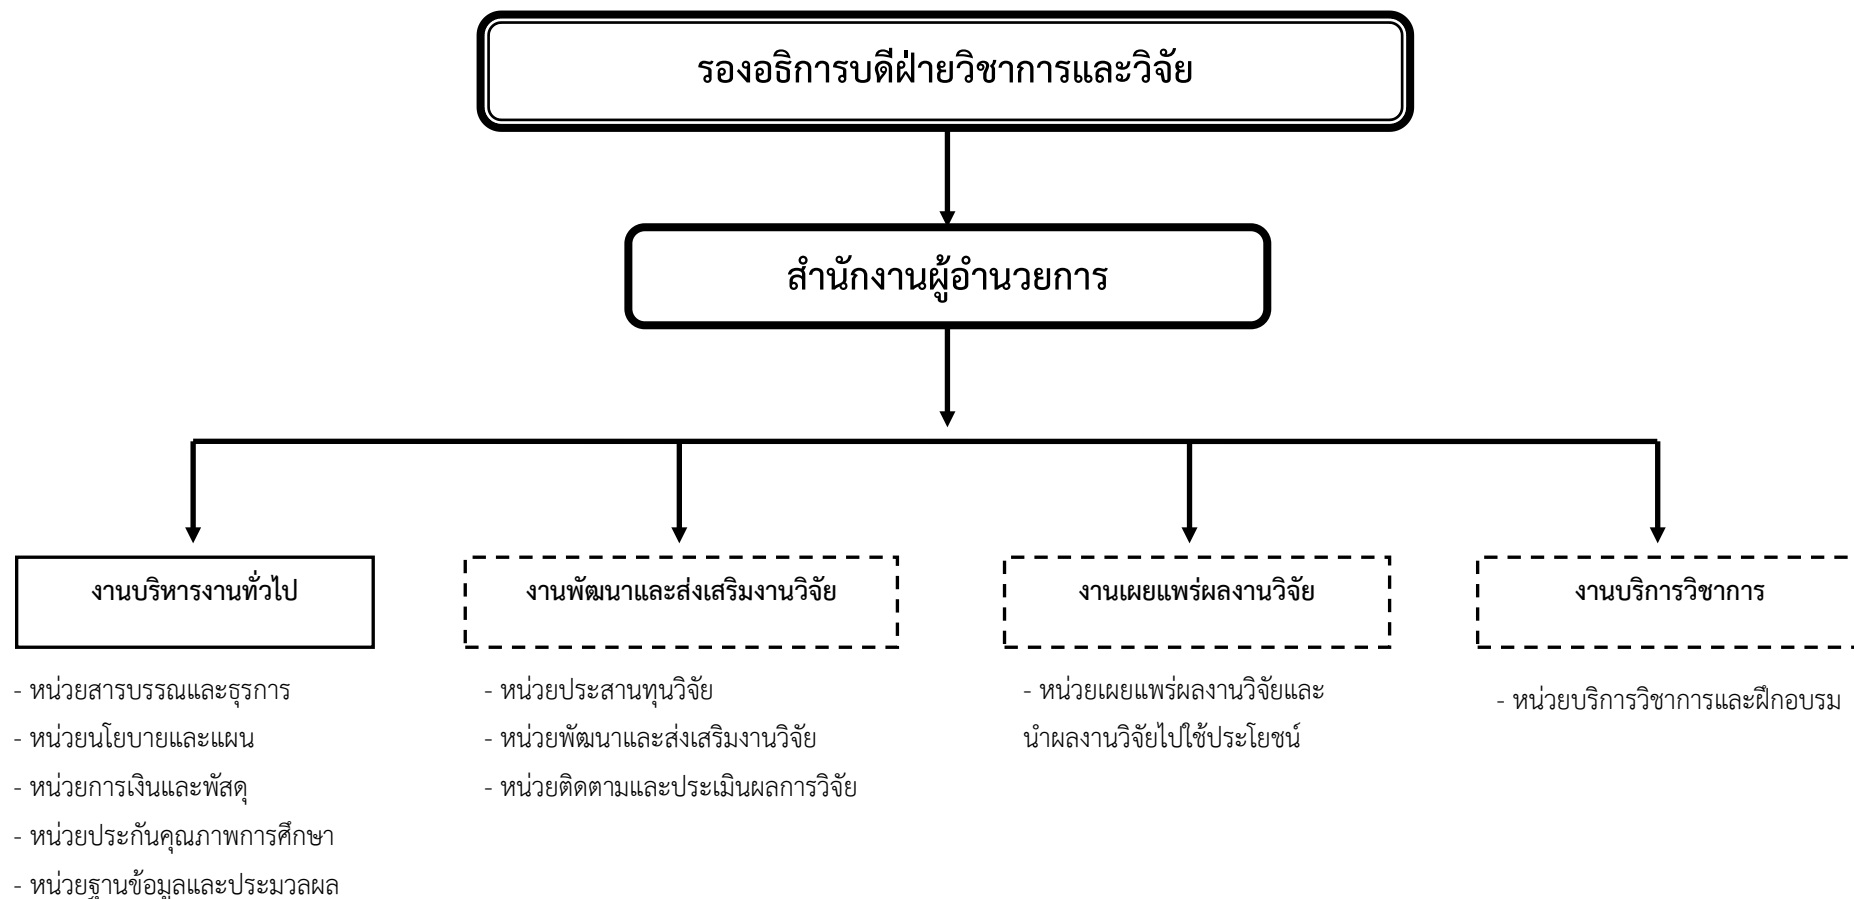 รองอธิการบดีฝ่ายวิชาการและวิจัย
สำนักงานผู้อำนวยการ
งานบริหารงานทั่วไป
- หน่วยสารบรรณและธุรการ
- หน่วยนโยบายและแผน
- หน่วยการเงินและพัสดุ
- หน่วยประกันคุณภาพการศึกษา
- หน่วยฐานข้อมูลและประมวลผล
งานพัฒนาและส่งเสริมงานวิจัย
- หน่วยประสานทุนวิจัย
- หน่วยพัฒนาและส่งเสริมงานวิจัย
- หน่วยติดตามและประเมินผลการวิจัย
งานเผยแพร่ผลงานวิจัย
- หน่วยเผยแพร่ผลงานวิจัยและ
นำผลงานวิจัยไปใช้ประโยชน์
งานบริการวิชาการ
- หน่วยบริการวิชาการและฝึกอบรม